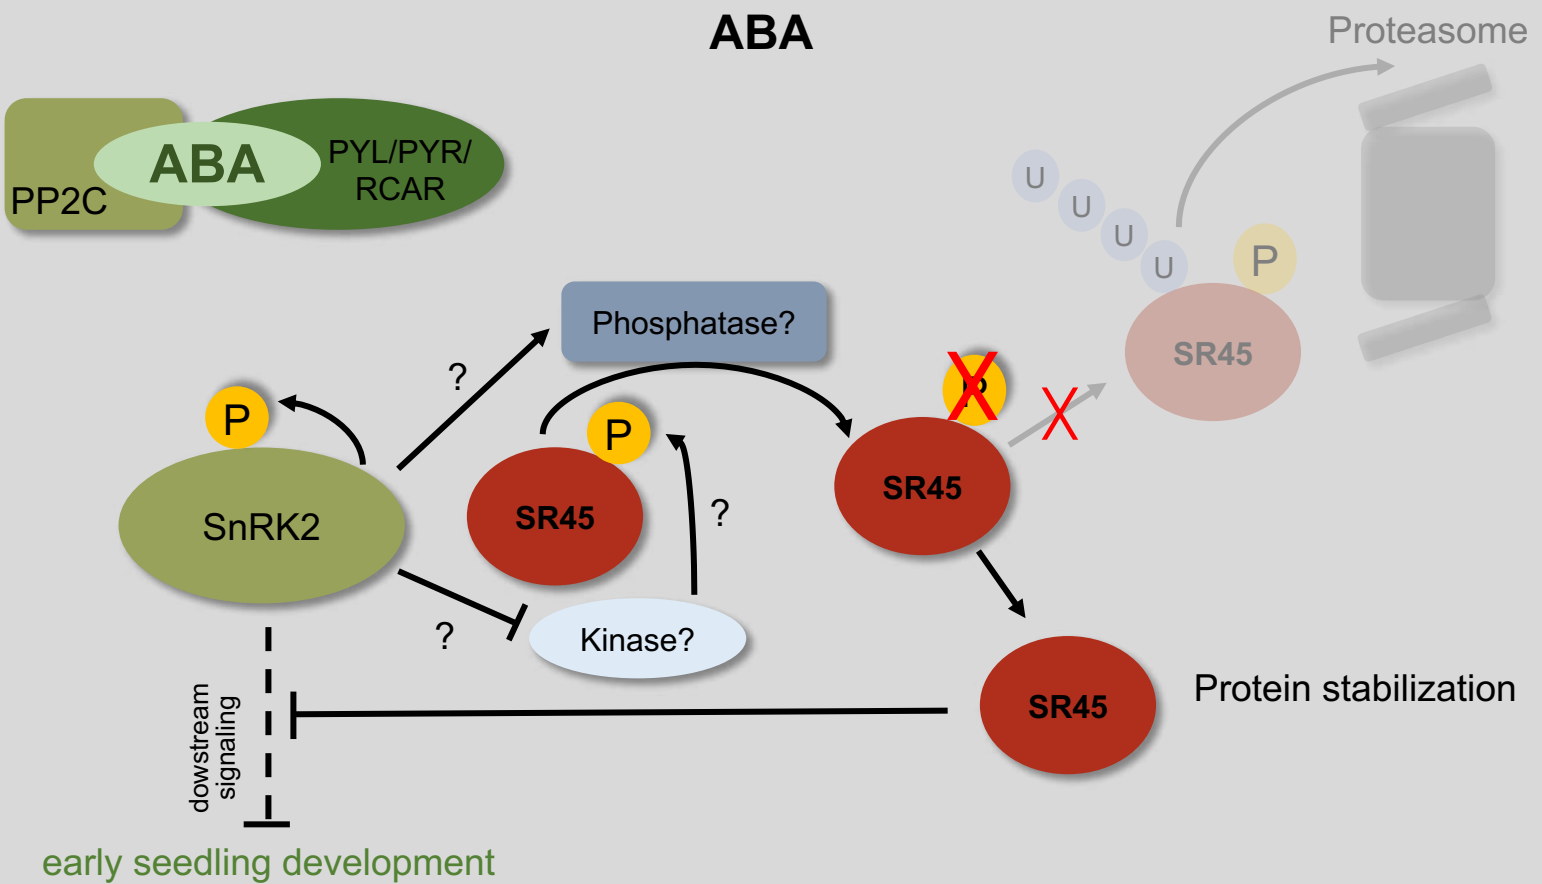 ABA
Proteasome
PP2C
ABA
PYL/PYR/
RCAR
U
U
U
U
P
SR45
Phosphatase?
?
P
P
P
X
X
SR45
SnRK2
SR45
?
?
Kinase?
SR45
Protein stabilization
dowstream
signaling
early seedling development